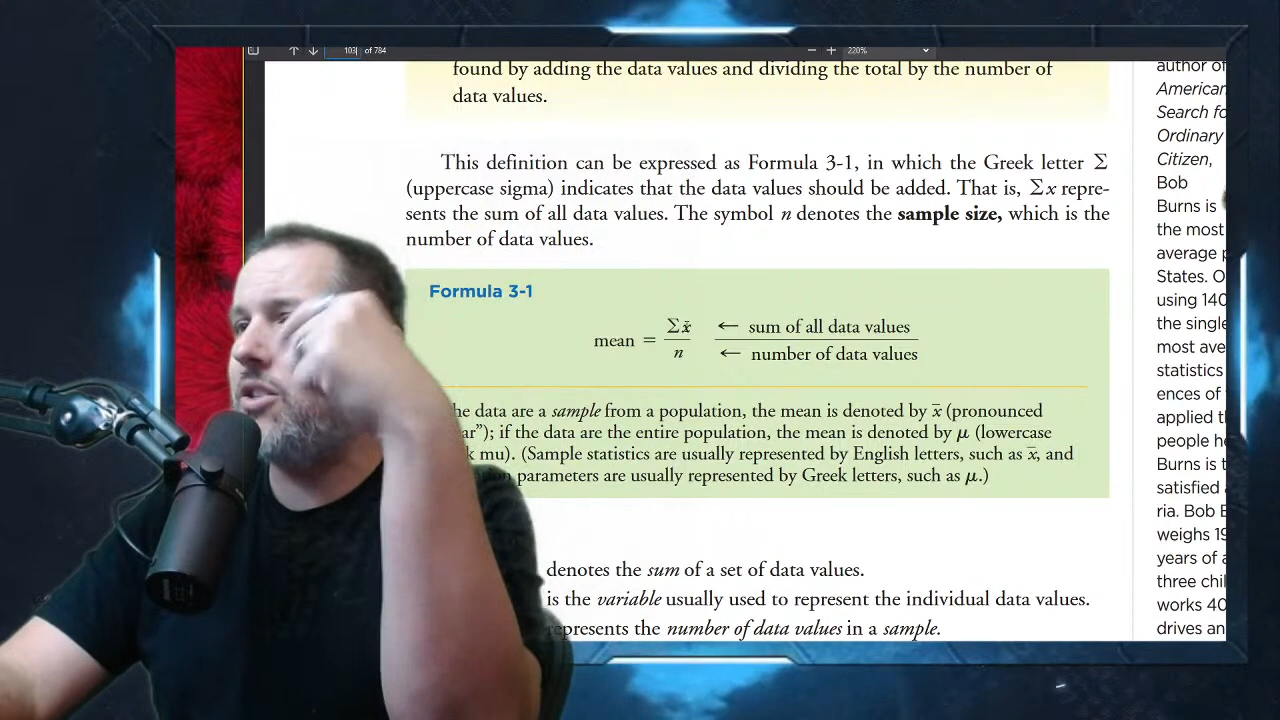 103 of 784
220%
found by adding the data values and dividing the total by the number of
data values.
This definition can be expressed as Formula 3-1, in which the Greek letter Σ
(uppercase sigma) indicates that the data values should be added. That is, Σx repre-
sents the sum of all data values. The symbol n denotes the sample size, which is the
number of data values.
Formula 3-1
mean = Σx̄ ← sum of all data values
n ← number of data values
he data are a sample from a population, the mean is denoted by x̄ (pronounced
ar”); if the data are the entire population, the mean is denoted by μ (lowercase
k mu). (Sample statistics are usually represented by English letters, such as x̄, and
on parameters are usually represented by Greek letters, such as μ.)
denotes the sum of a set of data values.
is the variable usually used to represent the individual data values.
epresents the number of data values in a sample.
author of
American
Search fo
Ordinary
Citizen,
Bob
Burns is
the most
average p
States. O
using 140
the single
most ave
statistics
ences of
applied th
people he
Burns is t
satisfied
ria. Bob B
weighs 19
years of a
three chil
works 40
drives an